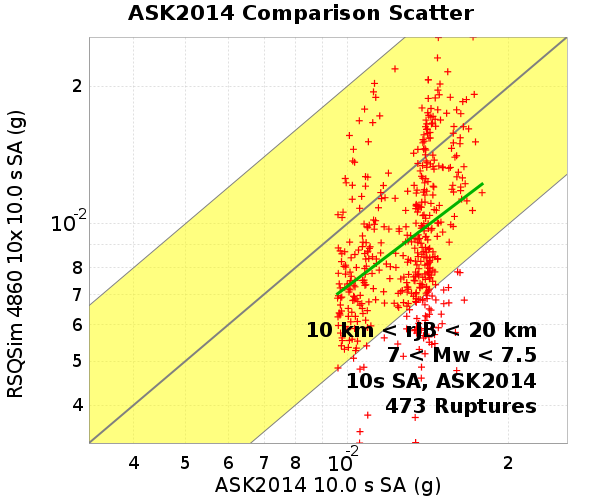 ASK2014 Comparison Scatter
RSQSim 4860 10x 10.0 s SA (g)
2
10-2
8
7
6
5
4
10 km < rJB < 20 km
7 < Mw < 7.5
10s SA, ASK2014
473 Ruptures
4 5 6 7 8 10-2 2
ASK2014 10.0 s SA (g)